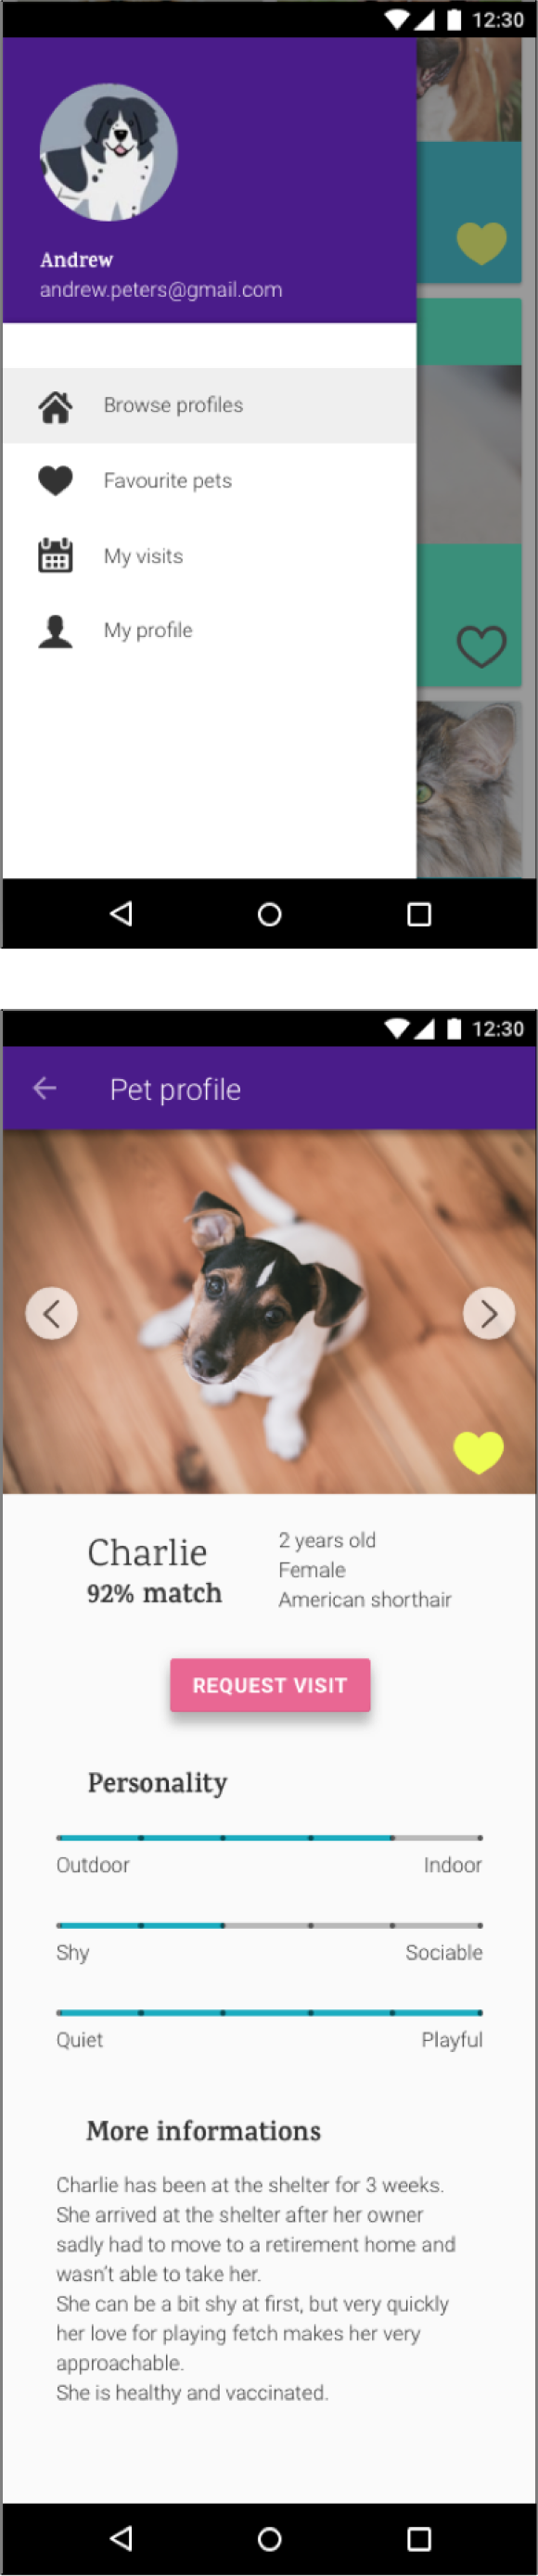 12:30
Andrew
andrew.peters@gmail.com
Browse profiles
Favourite pets
My visits
My profile
12:30
Pet profile
Charlie
92% match
2 years old
Female
American shorthair
REQUEST VISIT
Personality
Outdoor Indoor
Shy Sociable
Quiet Playful
More informations
Charlie has been at the shelter for 3 weeks.
She arrived at the shelter after her owner
sadly had to move to a retirement home and
wasn't able to take her.
She can be a bit shy at first, but very quickly
her love for playing fetch makes her very
approachable.
She is healthy and vaccinated.